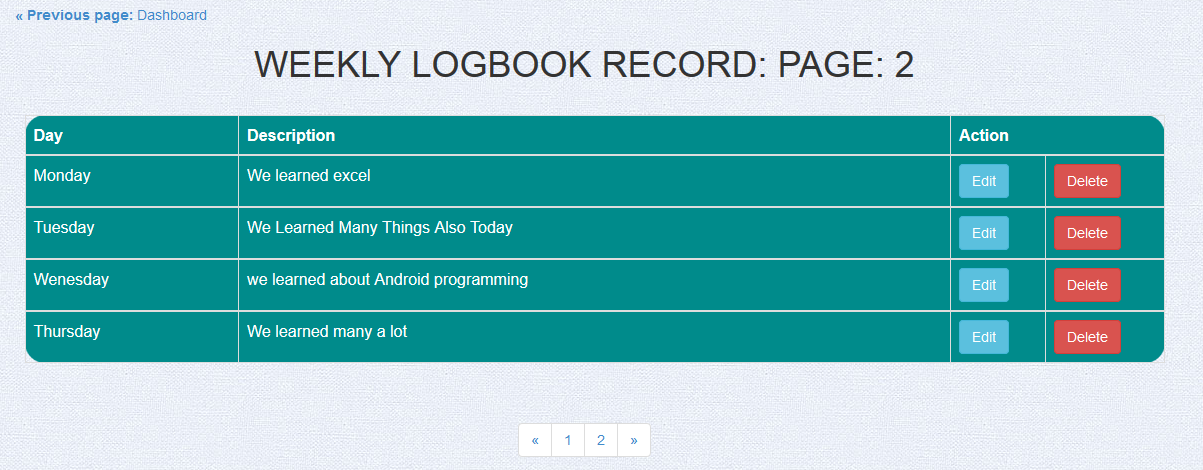 « Previous page: Dashboard
WEEKLY LOGBOOK RECORD: PAGE: 2
Day Description Action
Monday We learned excel Edit Delete
Tuesday We Learned Many Things Also Today Edit Delete
Wenesday we learned about Android programming Edit Delete
Thursday We learned many a lot Edit Delete
« 1 2 »